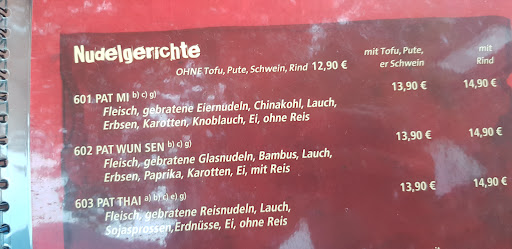 Nudelgerichte
OHNE Tofu, Pute, Schwein, Rind 12,90 €
mit Tofu, Pute,
er Schwein
mit
Rind
601 PAT MI b) c) g) 13,90 € 14,90 €
Fleisch, gebratene Eiernudeln, Chinakohl, Lauch,
Erbsen, Karotten, Knoblauch, Ei, ohne Reis
602 PAT WUN SEN b) c) g) 13,90 € 14,90 €
Fleisch, gebratene Glasnudeln, Bambus, Lauch,
Erbsen, Paprika, Karotten, Ei, mit Reis
603 PAT THAI a) b) c) e) g) 13,90 € 14,90 €
Fleisch, gebratene Reisnudeln, Lauch,
Sojasprossen,Erdnüsse, Ei, ohne Reis